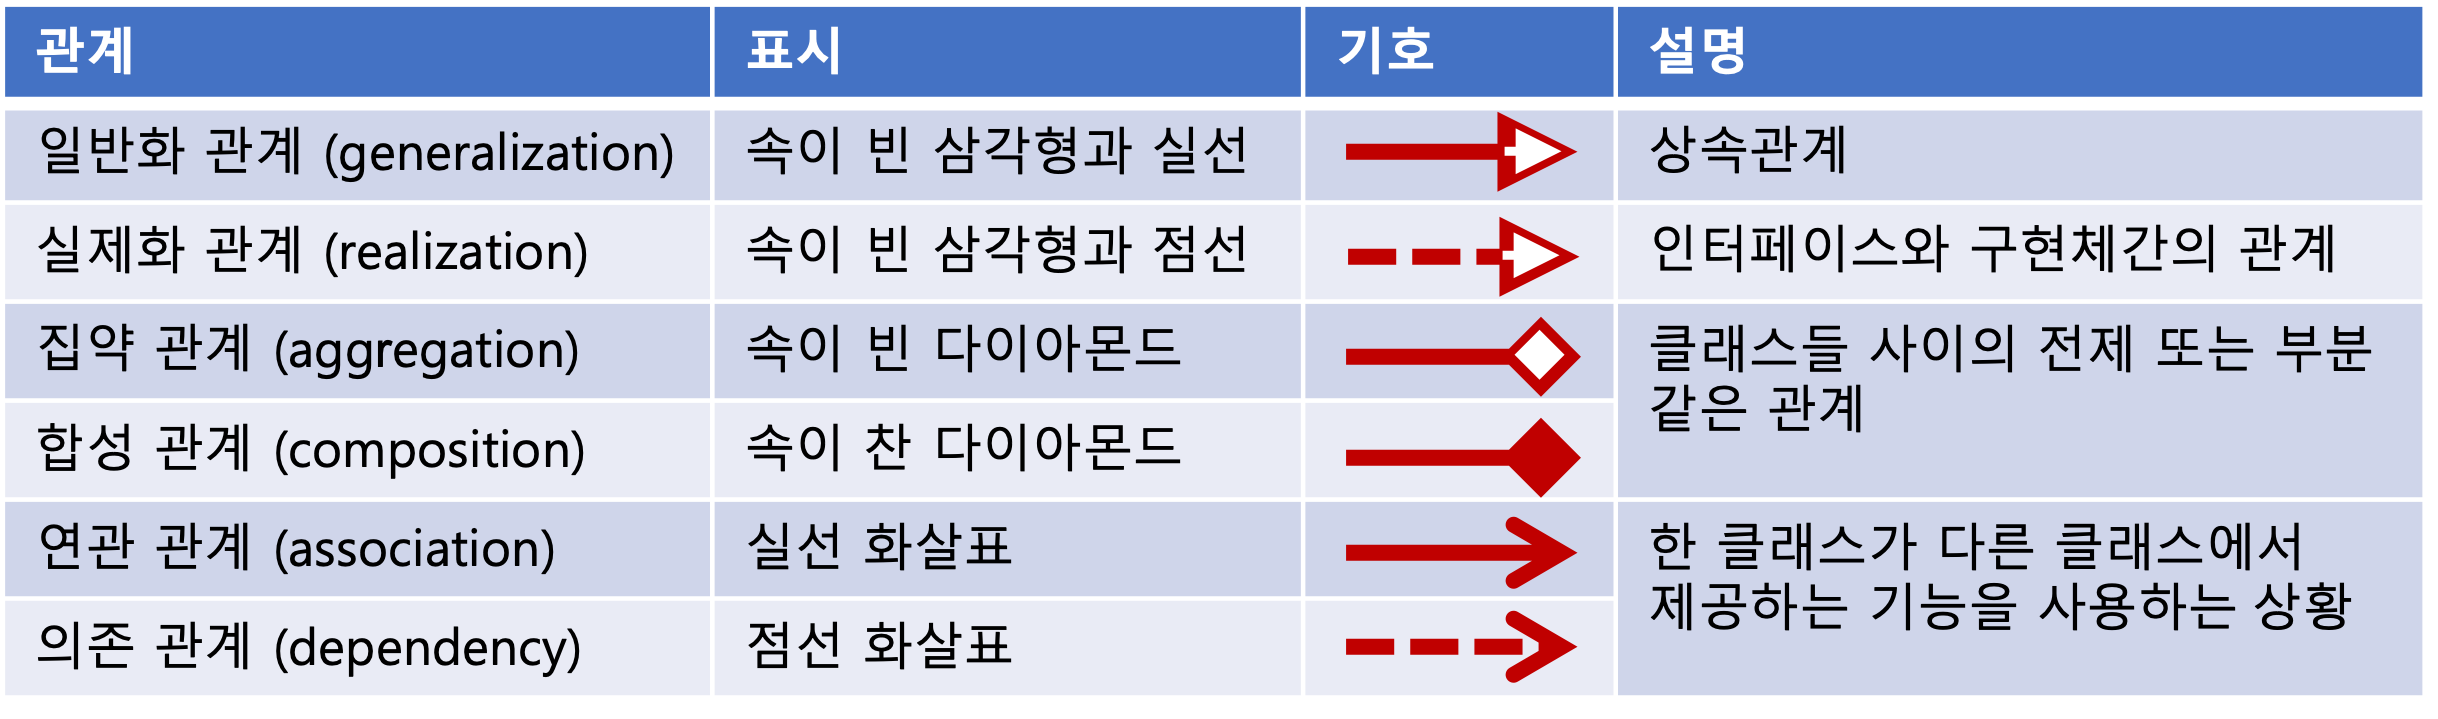 관계 표시 기호 설명
일반화 관계 (generalization) 속이 빈 삼각형과 실선 상속관계
실제화 관계 (realization) 속이 빈 삼각형과 점선 인터페이스와 구현체간의 관계
집약 관계 (aggregation) 속이 빈 다이아몬드 클래스들 사이의 전제 또는 부분
같은 관계
합성 관계 (composition) 속이 찬 다이아몬드
연관 관계 (association) 실선 화살표 한 클래스가 다른 클래스에서
제공하는 기능을 사용하는 상황
의존 관계 (dependency) 점선 화살표